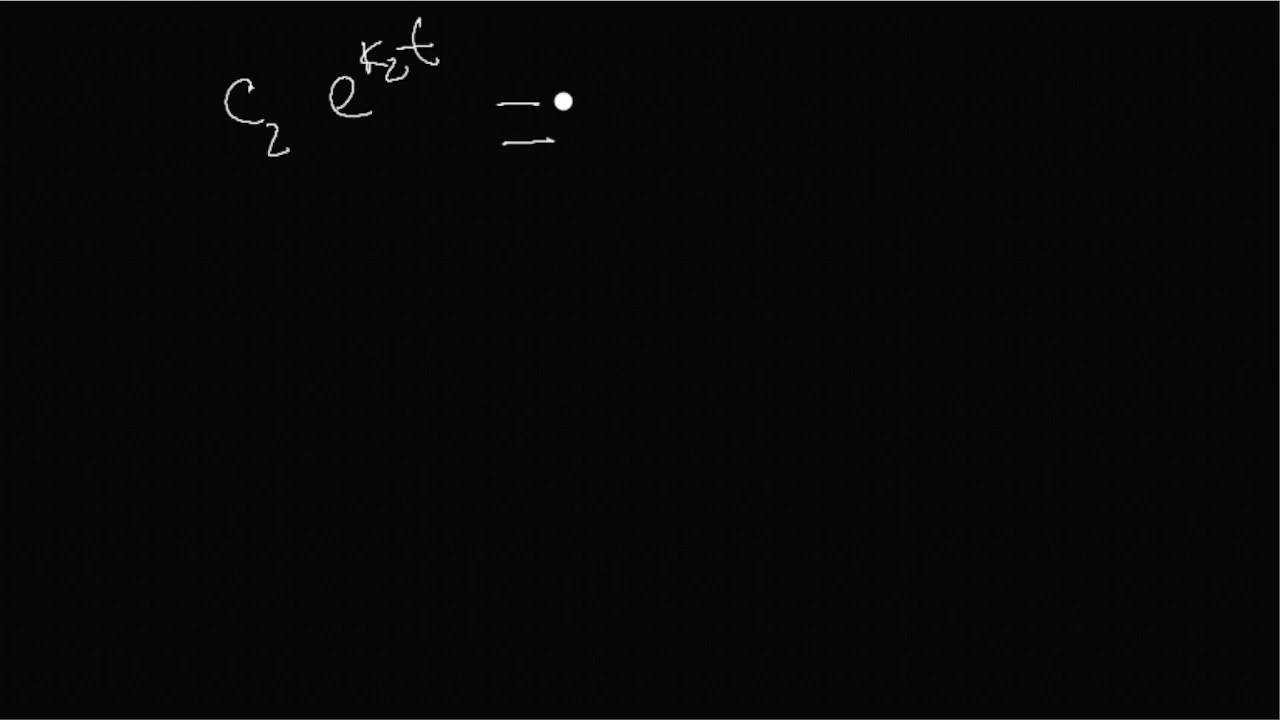 C₂ e^{k₂t} =